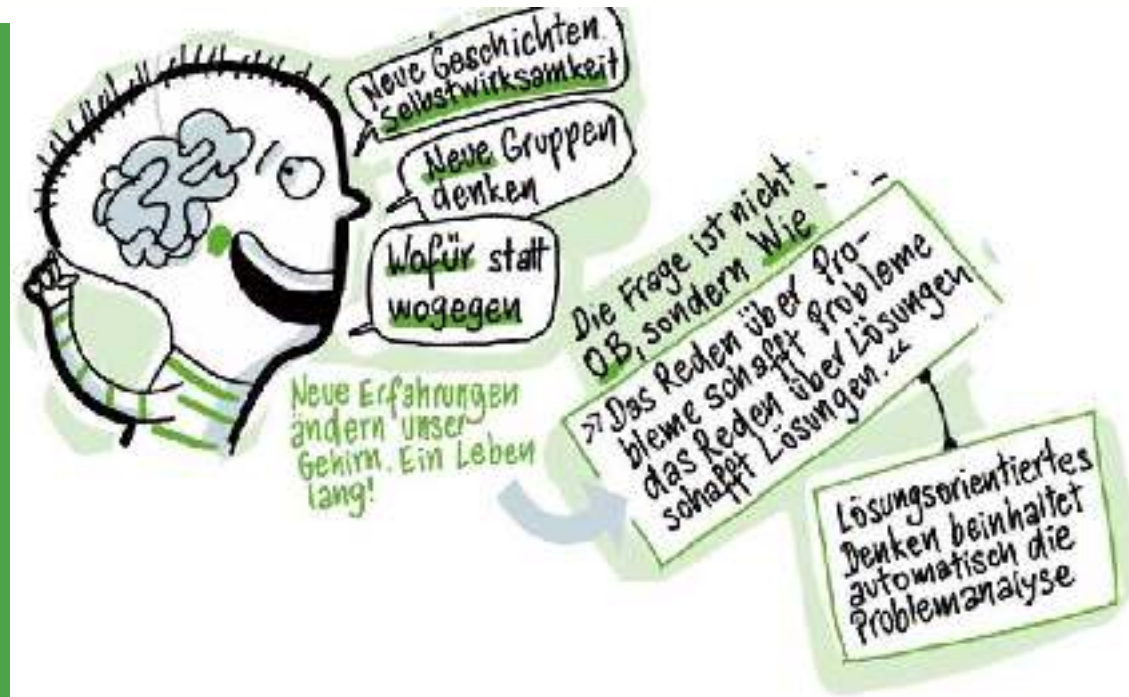 Neue Geschichten.
Selbstwirksamkeit
Neue Gruppen
denken
Wofür statt
wogegen
Neue Erfahrungen
ändern unser
Gehirn. Ein Leben
lang!
Die Frage ist nicht
OB, sondern Wie
»Das Reden über Pro-
bleme schafft Probleme
das Reden über Lösungen
schafft Lösungen.«
Lösungsorientiertes
Denken beinhaltet
automatisch die
Problemanalyse